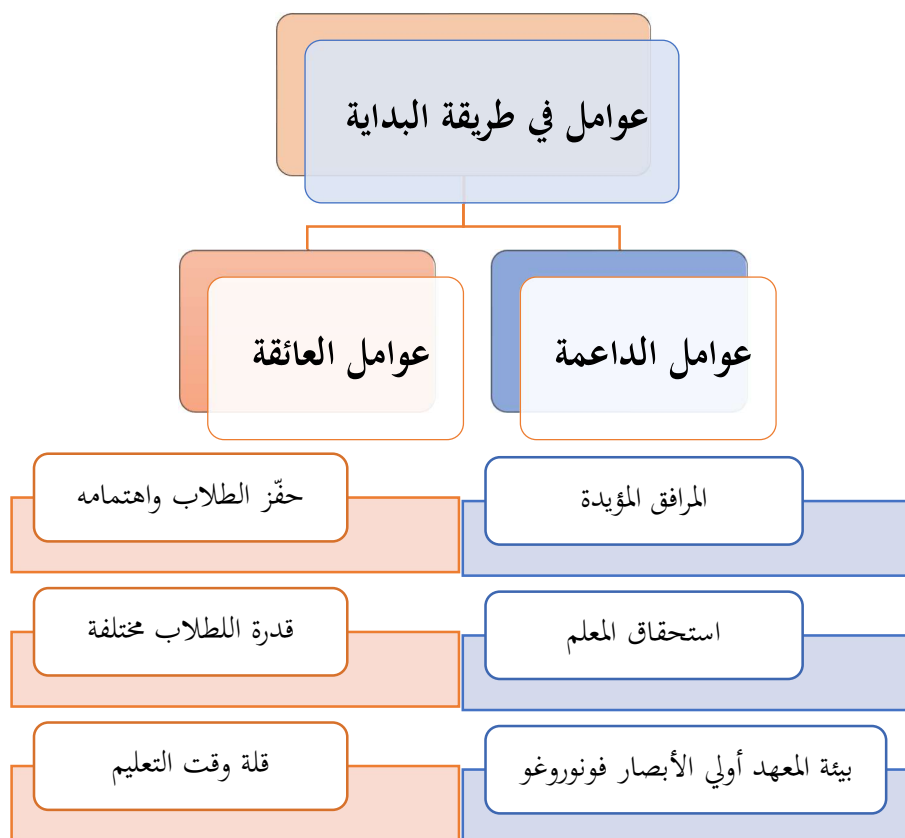 عوامل في طريقة البداية
عوامل الداعمة
عوامل العائقة
المرافق المؤيدة
حفّز الطلاب واهتمامه
استحقاق المعلم
قدرة اللطلاب مختلفة
بيئة المعهد أولي الأبصار فونوروغو
قلة وقت التعليم